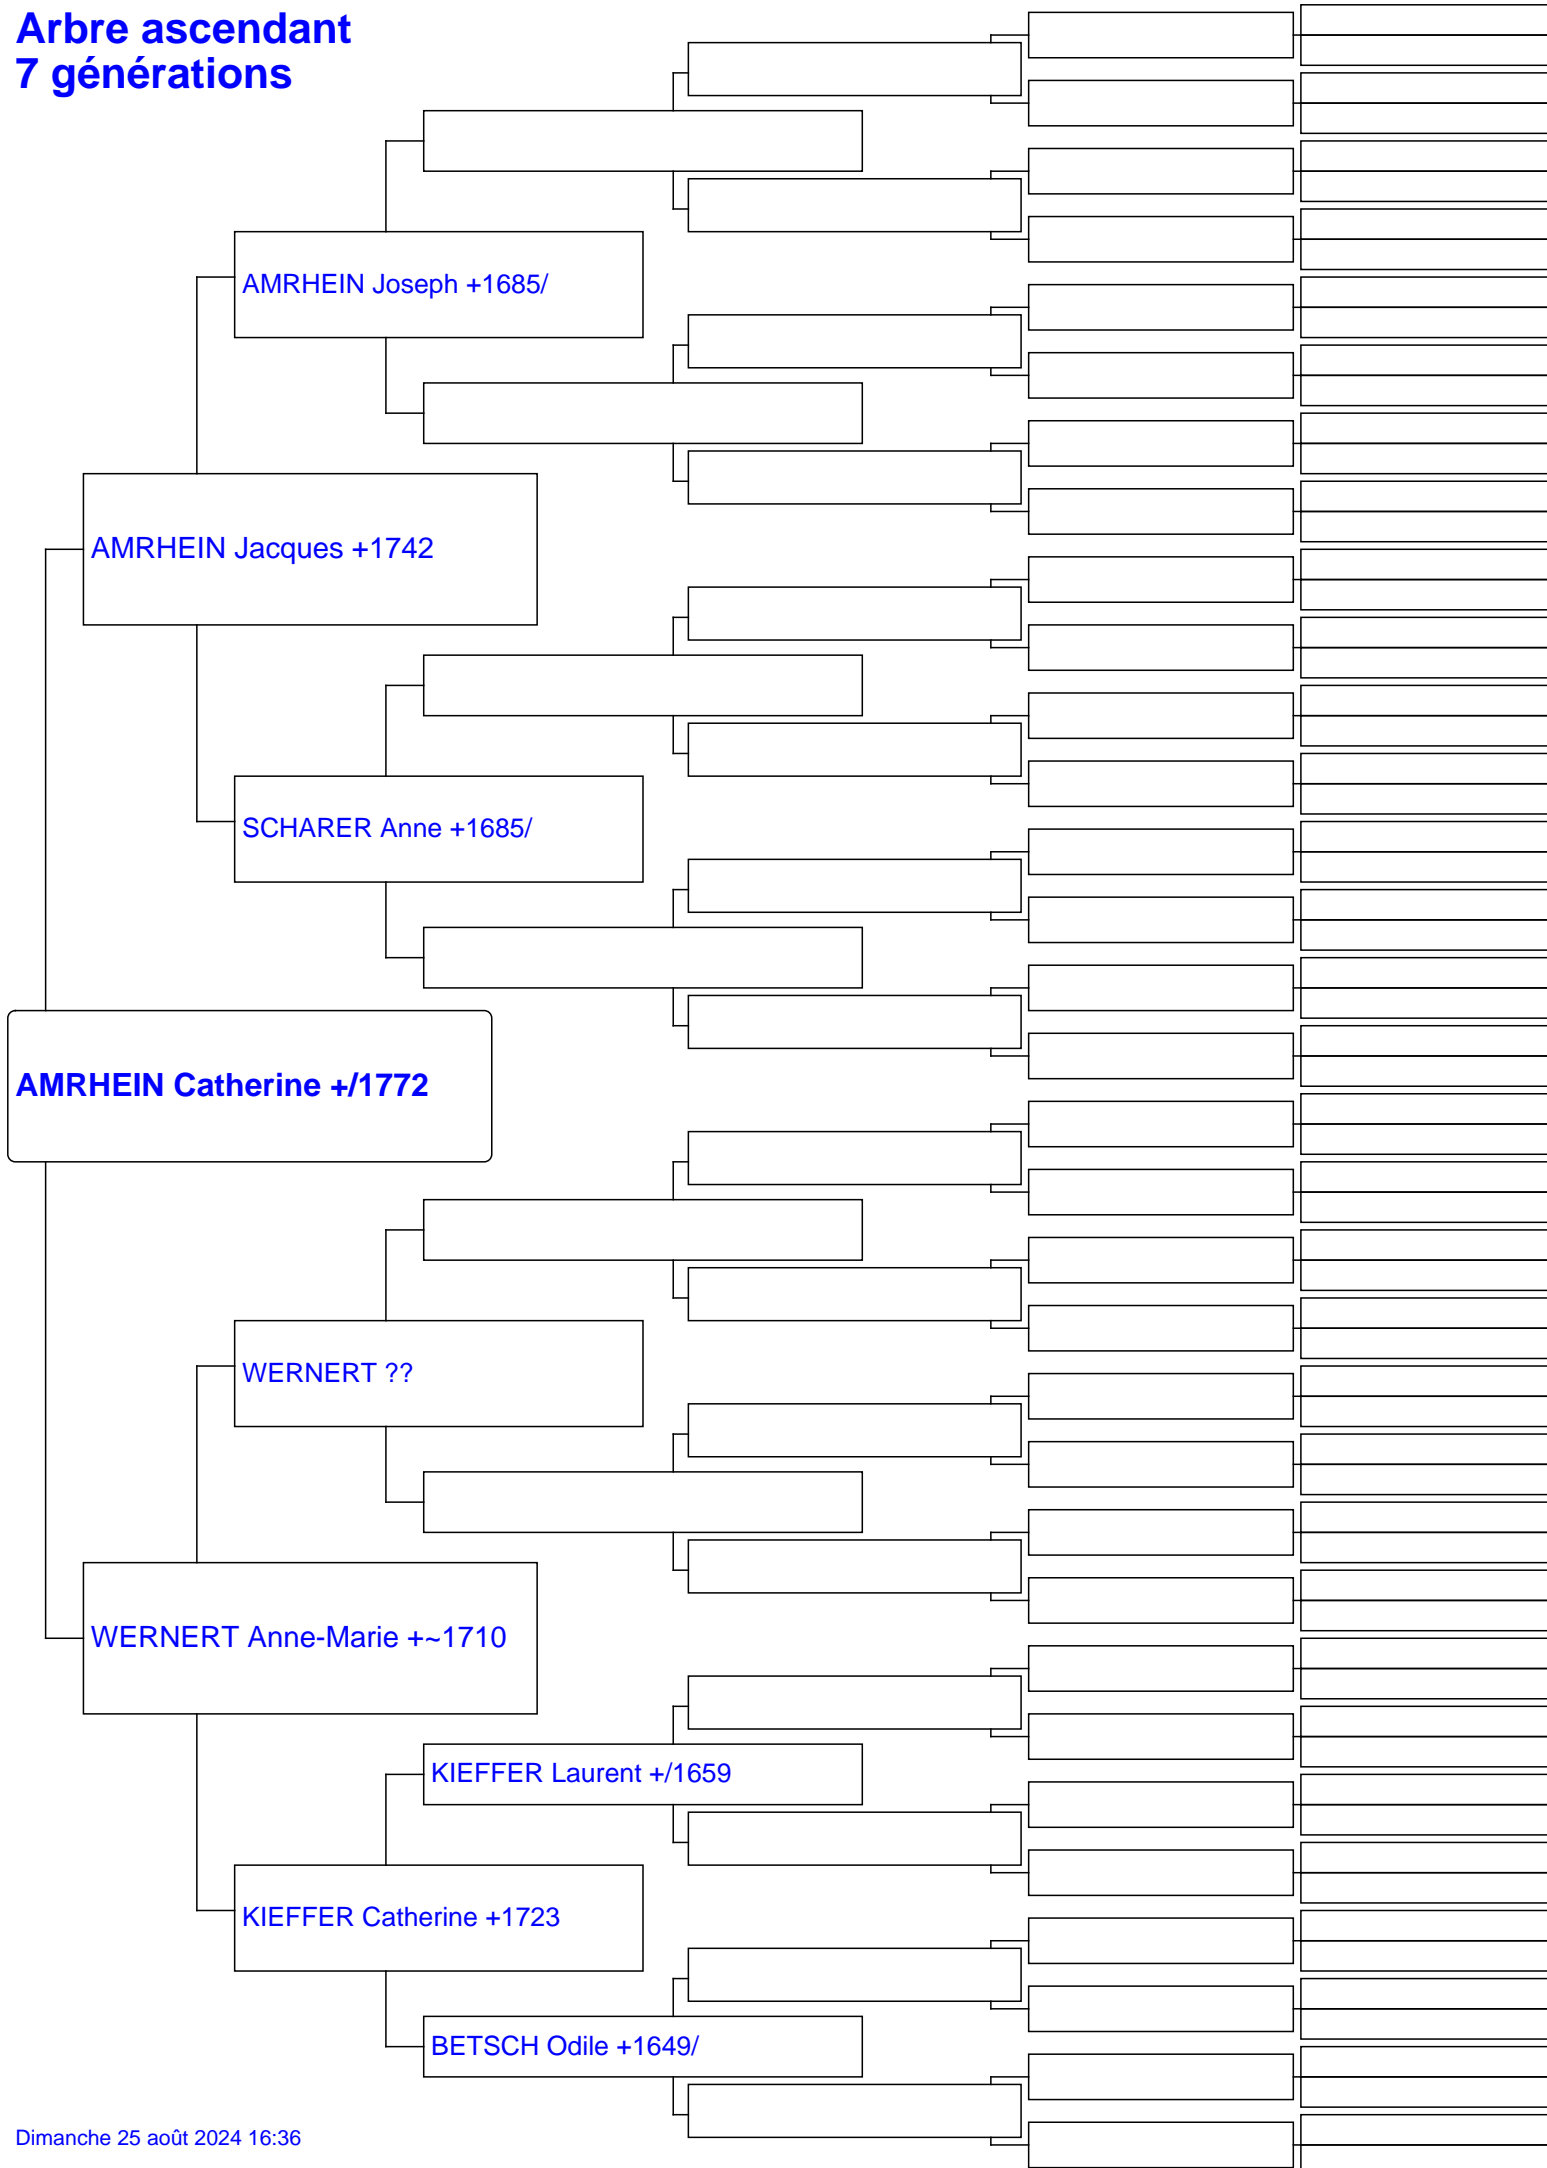 Arbre ascendant
7 générations
AMRHEIN Joseph +1685/
AMRHEIN Jacques +1742
SCHARER Anne +1685/
AMRHEIN Catherine +/1772
WERNERT ??
WERNERT Anne-Marie +~1710
KIEFFER Laurent +/1659
KIEFFER Catherine +1723
BETSCH Odile +1649/
Dimanche 25 août 2024 16:36